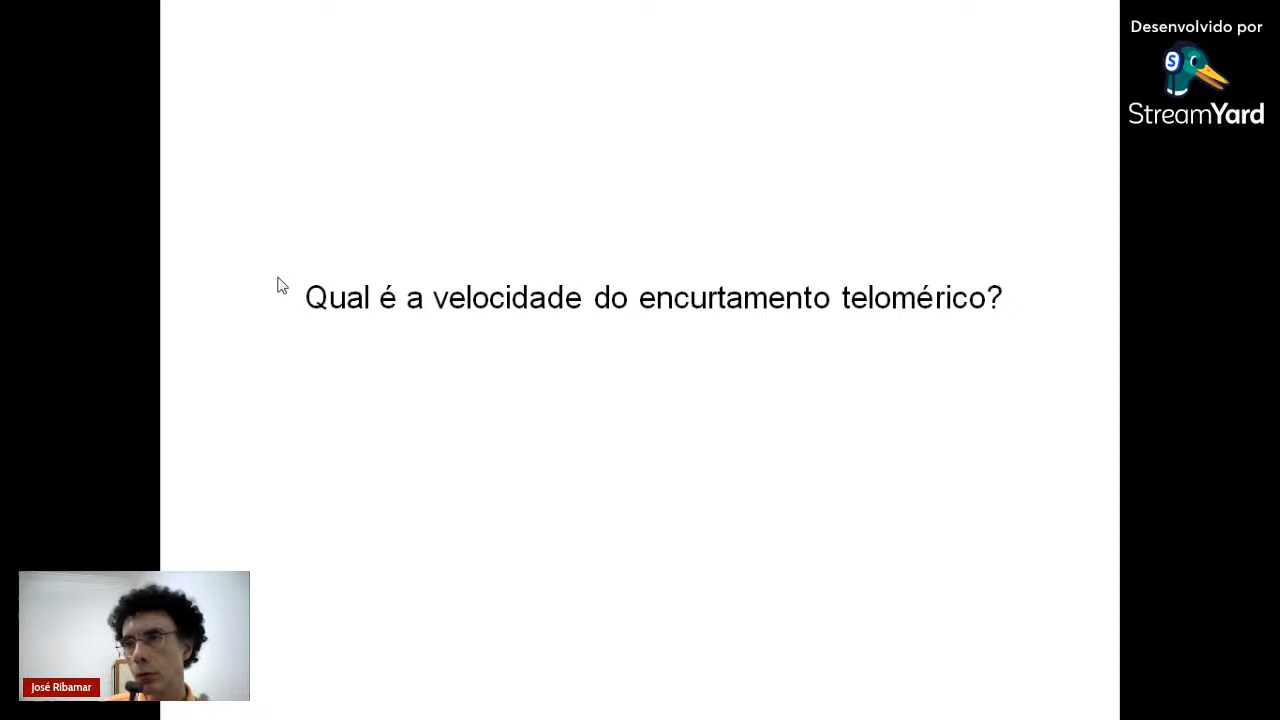 Desenvolvido por
S
StreamYard
Qual é a velocidade do encurtamento telomérico?
José Ribamar